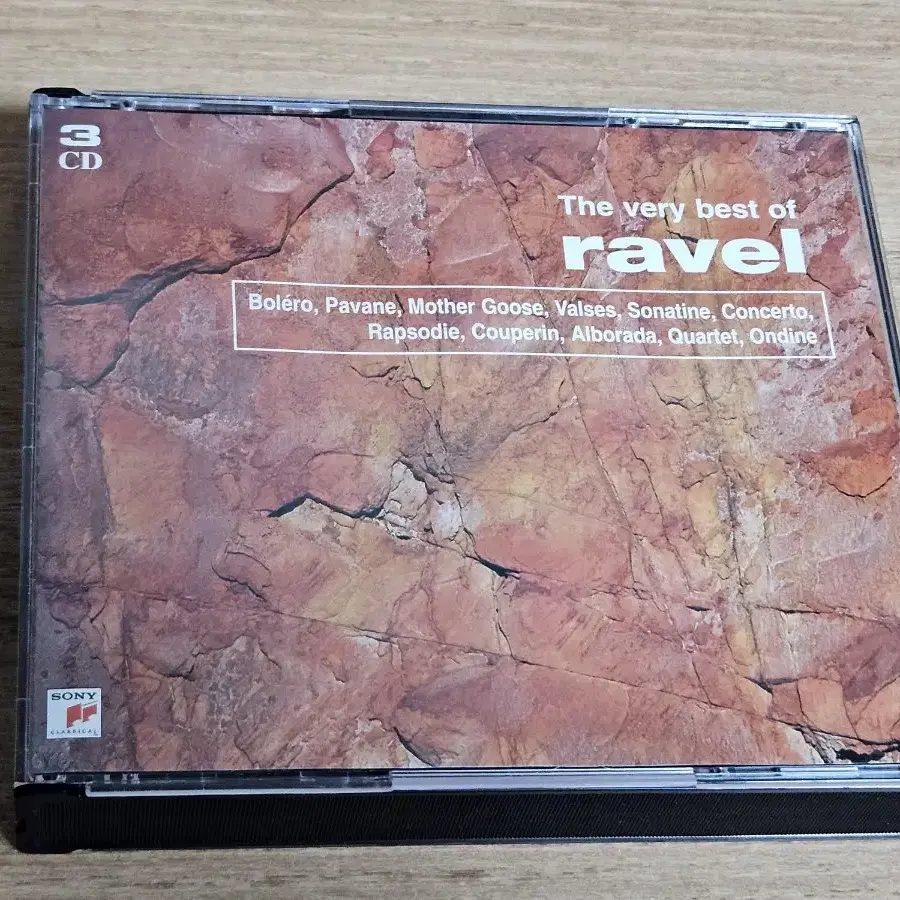 3
CD
The very best of
ravel
Boléro, Pavane, Mother Goose, Valses, Sonatine, Concerto,
Rapsodie, Couperin, Alborada, Quartet, Ondine
SONY
CLASSICAL